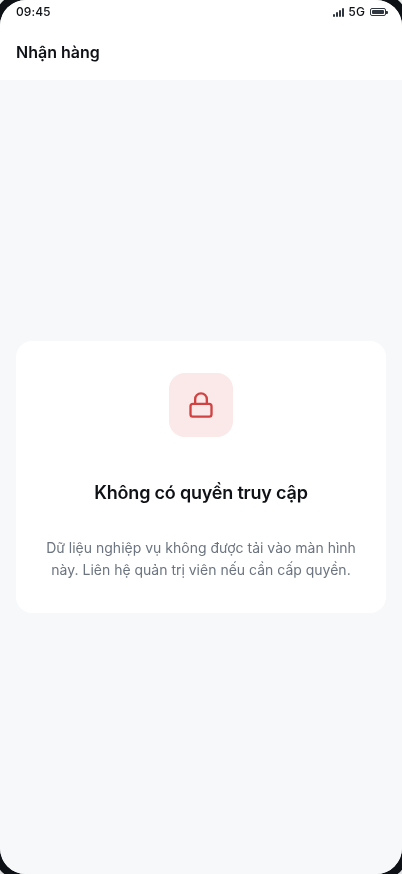 09:45 5G
Nhận hàng
Không có quyền truy cập
Dữ liệu nghiệp vụ không được tải vào màn hình
này. Liên hệ quản trị viên nếu cần cấp quyền.